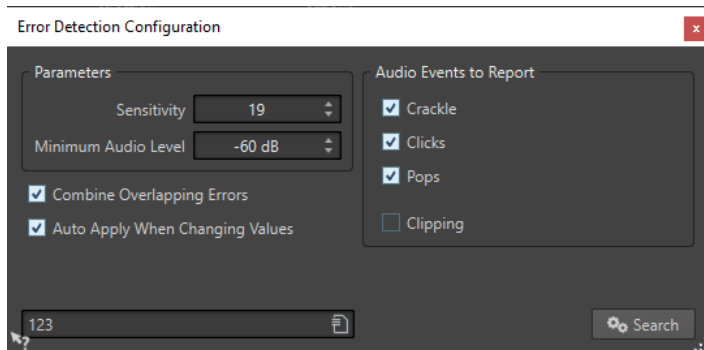 Error Detection Configuration
x
Parameters
Sensitivity 19
Minimum Audio Level -60 dB
Combine Overlapping Errors
Auto Apply When Changing Values
Audio Events to Report
Crackle
Clicks
Pops
Clipping
123
?
Search